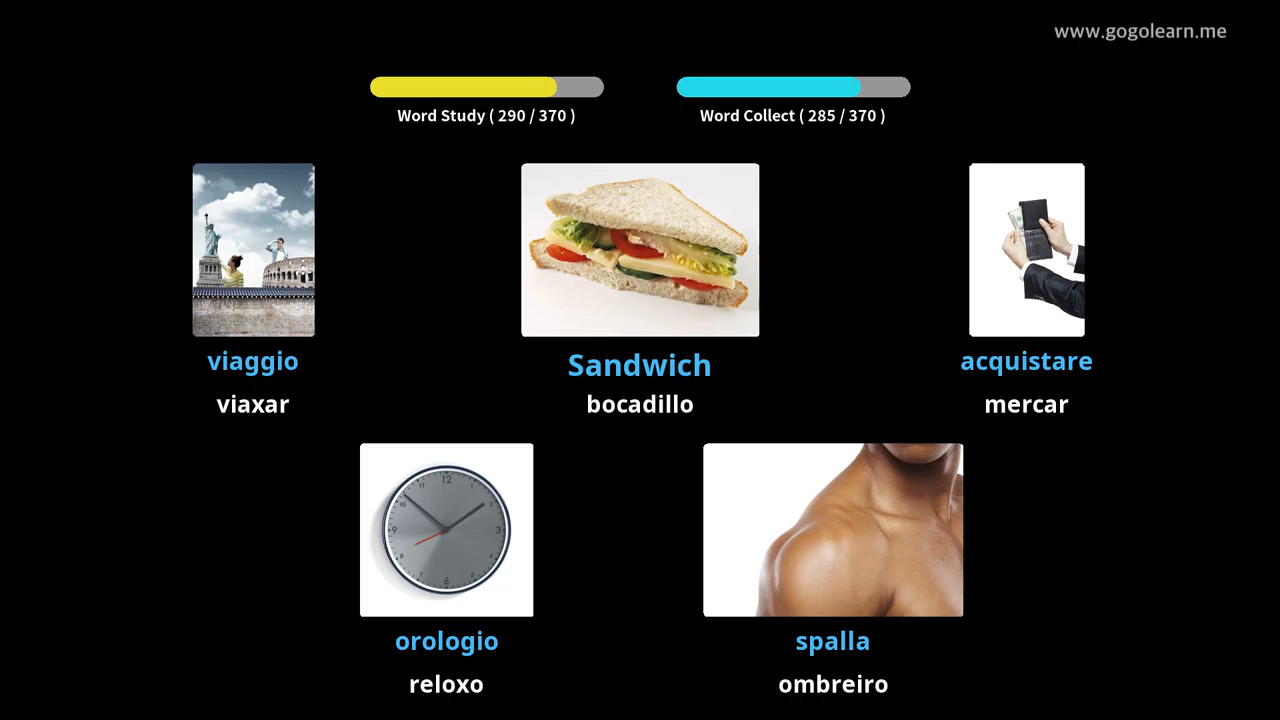 www.gogolearn.me
Word Study ( 290 / 370 )
Word Collect ( 285 / 370 )
viaggio
viaxar
Sandwich
bocadillo
acquistare
mercar
orologio
reloxo
spalla
ombreiro